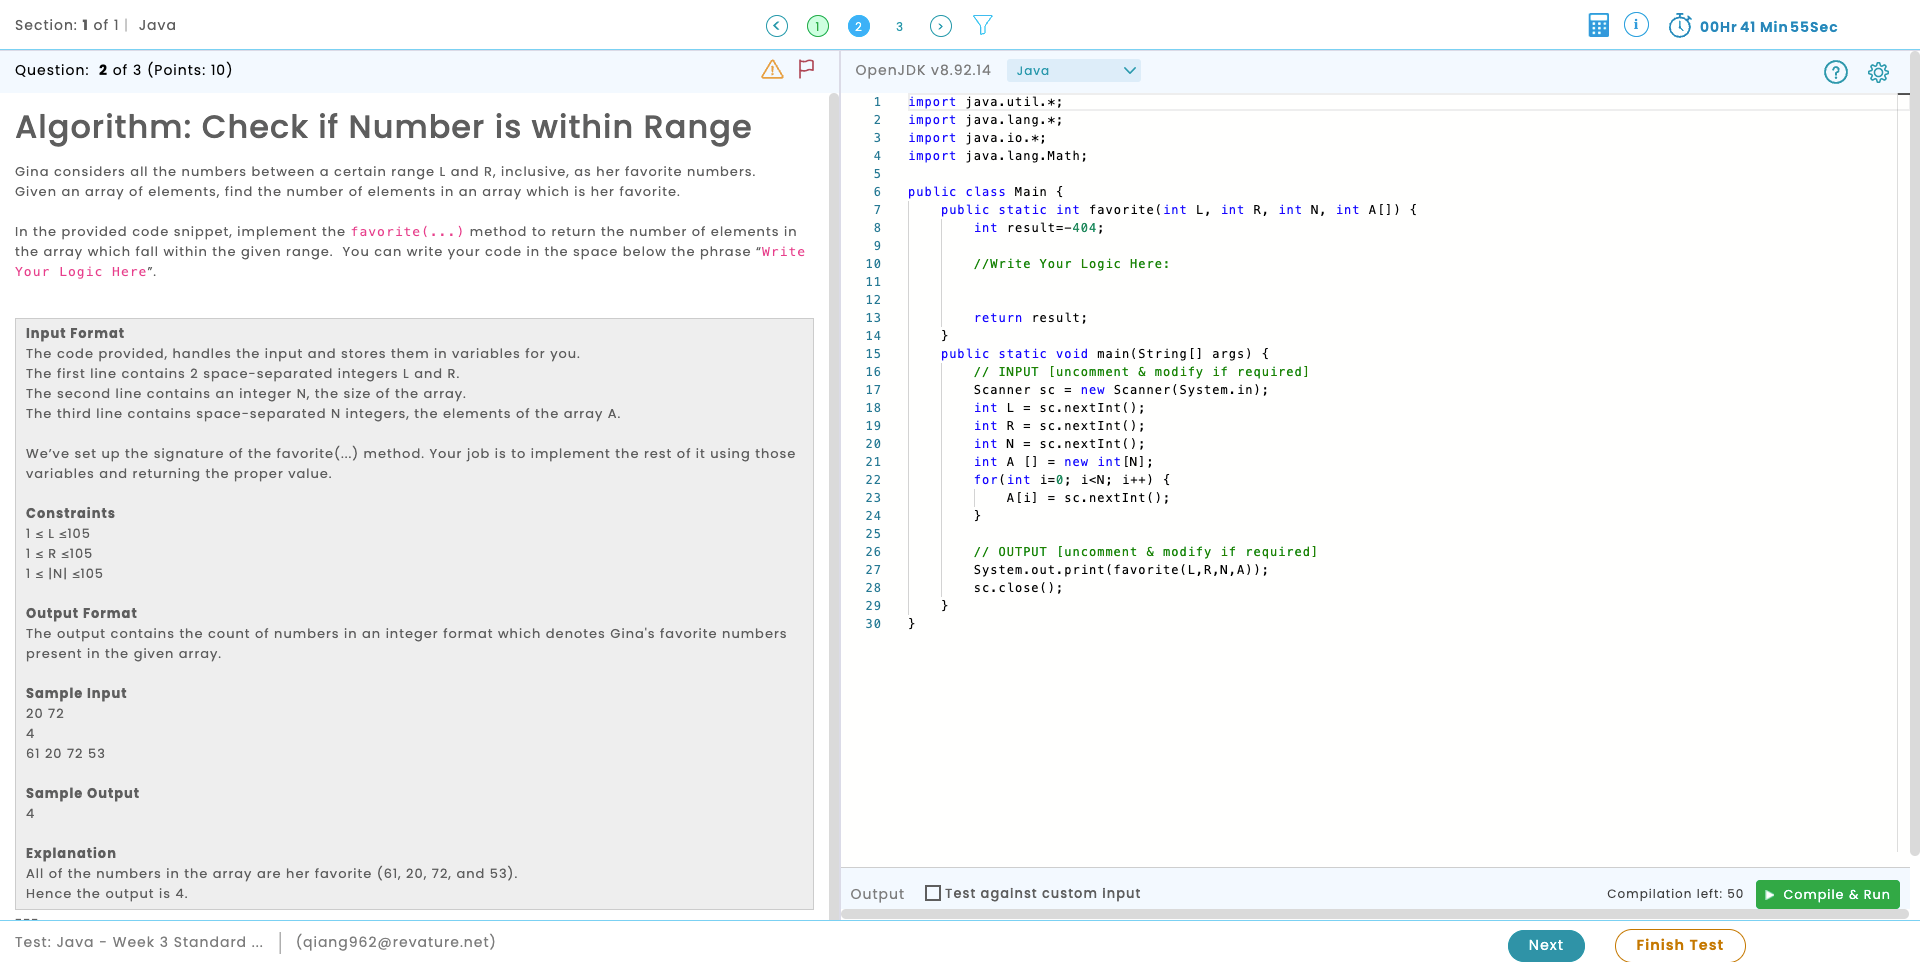 Section: 1 of 1 | Java
1
2
3
00Hr 41 Min 55Sec
Question: 2 of 3 (Points: 10)
Algorithm: Check if Number is within Range
Gina considers all the numbers between a certain range L and R, inclusive, as her favorite numbers.
Given an array of elements, find the number of elements in an array which is her favorite.
In the provided code snippet, implement the favorite(...) method to return the number of elements in
the array which fall within the given range. You can write your code in the space below the phrase “Write
Your Logic Here”.
Input Format
The code provided, handles the input and stores them in variables for you.
The first line contains 2 space-separated integers L and R.
The second line contains an integer N, the size of the array.
The third line contains space-separated N integers, the elements of the array A.
We’ve set up the signature of the favorite(...) method. Your job is to implement the rest of it using those
variables and returning the proper value.
Constraints
1 ≤ L ≤105
1 ≤ R ≤105
1 ≤ |N| ≤105
Output Format
The output contains the count of numbers in an integer format which denotes Gina's favorite numbers
present in the given array.
Sample Input
20 72
4
61 20 72 53
Sample Output
4
Explanation
All of the numbers in the array are her favorite (61, 20, 72, and 53).
Hence the output is 4.
OpenJDK v8.92.14 Java
1 import java.util.*;
2 import java.lang.*;
3 import java.io.*;
4 import java.lang.Math;
5
6 public class Main {
7 public static int favorite(int L, int R, int N, int A[]) {
8 int result=-404;
9
10 //Write Your Logic Here:
11
12
13 return result;
14 }
15 public static void main(String[] args) {
16 // INPUT [uncomment & modify if required]
17 Scanner sc = new Scanner(System.in);
18 int L = sc.nextInt();
19 int R = sc.nextInt();
20 int N = sc.nextInt();
21 int A [] = new int[N];
22 for(int i=0; i<N; i++) {
23 A[i] = sc.nextInt();
24 }
25
26 // OUTPUT [uncomment & modify if required]
27 System.out.print(favorite(L,R,N,A));
28 sc.close();
29 }
30 }
Output Test against custom input Compilation left: 50 Compile & Run
Test: Java - Week 3 Standard ... (qiang962@revature.net) Next Finish Test